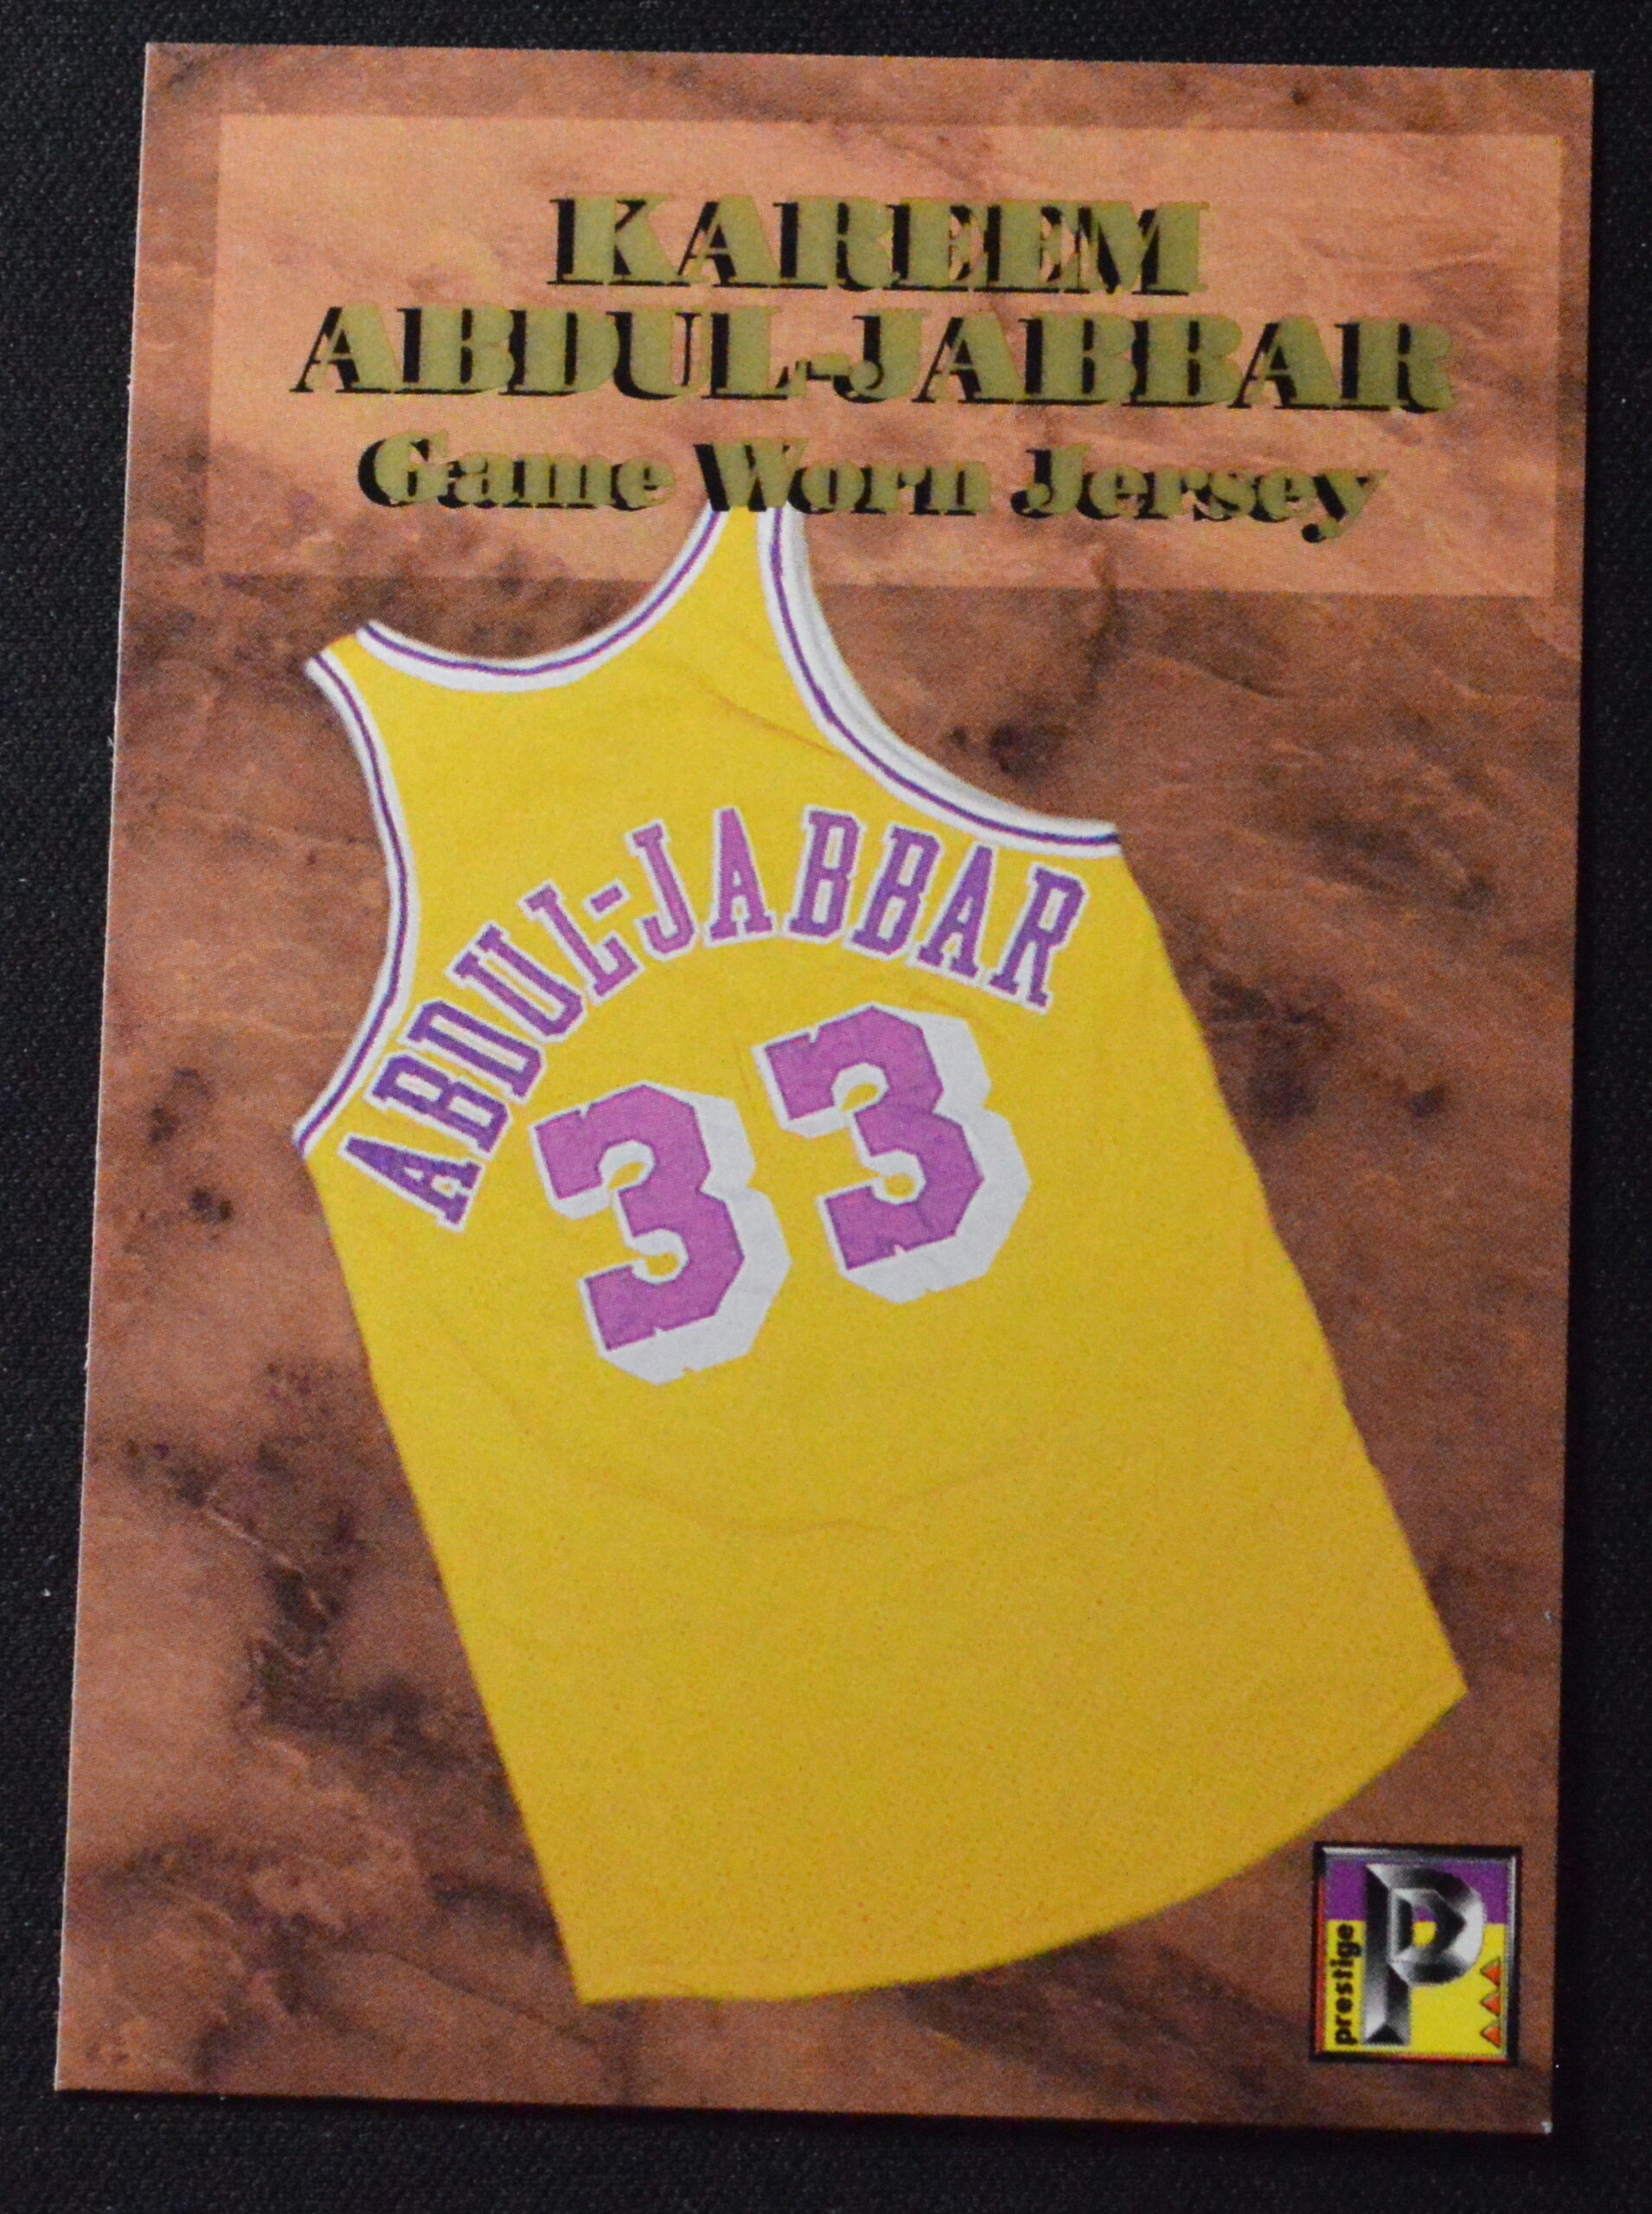 KAREEM
ABDUL-JABBAR
Game Worn Jersey
ABDUL-JABBAR
33
prestige
P